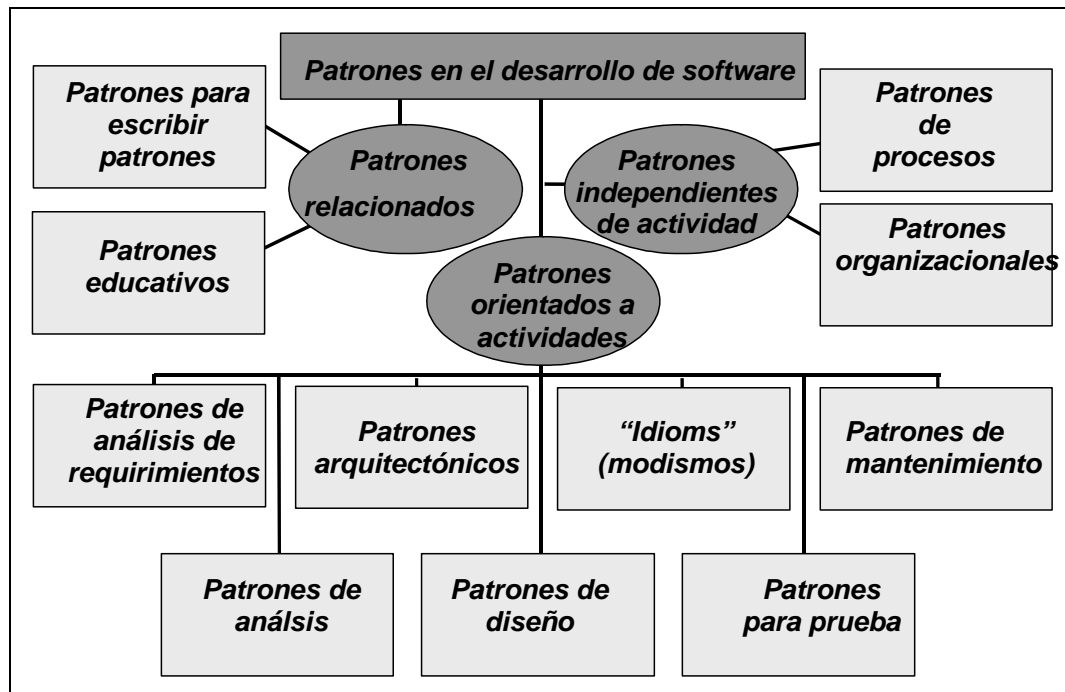 Patrones en el desarrollo de software
Patrones para
escribir
patrones
Patrones
relacionados
Patrones
independientes
de actividad
Patrones
de
procesos
Patrones
educativos
Patrones
organizacionales
Patrones
orientados a
actividades
Patrones de
análisis de
requirimientos
Patrones
arquitectónicos
“Idioms”
(modismos)
Patrones de
mantenimiento
Patrones de
análsis
Patrones de
diseño
Patrones
para prueba